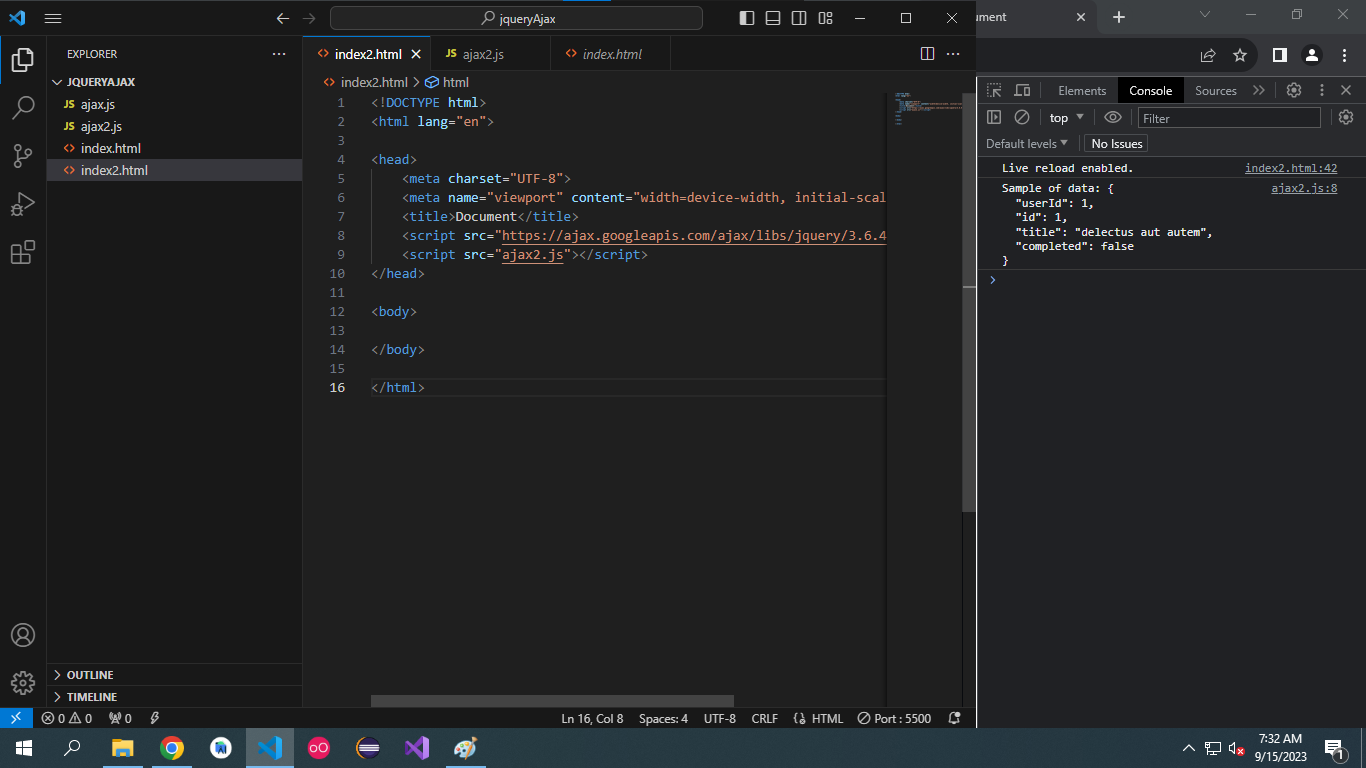 jqueryAjax
ument
EXPLORER
JQUERYAJAX
JS ajax.js
JS ajax2.js
index.html
index2.html
OUTLINE
TIMELINE
index2.html
JS ajax2.js
index.html
index2.html > html
1 <!DOCTYPE html>
2 <html lang="en">
3
4 <head>
5 <meta charset="UTF-8">
6 <meta name="viewport" content="width=device-width, initial-scal
7 <title>Document</title>
8 <script src="https://ajax.googleapis.com/ajax/libs/jquery/3.6.4
9 <script src="ajax2.js"></script>
10 </head>
11
12 <body>
13
14 </body>
15
16 </html>
0 0 0 Ln 16, Col 8 Spaces: 4 UTF-8 CRLF HTML Port : 5500
Elements Console Sources
top Filter
Default levels No Issues
Live reload enabled. index2.html:42
Sample of data: { ajax2.js:8
"userId": 1,
"id": 1,
"title": "delectus aut autem",
"completed": false
}
7:32 AM
9/15/2023
1